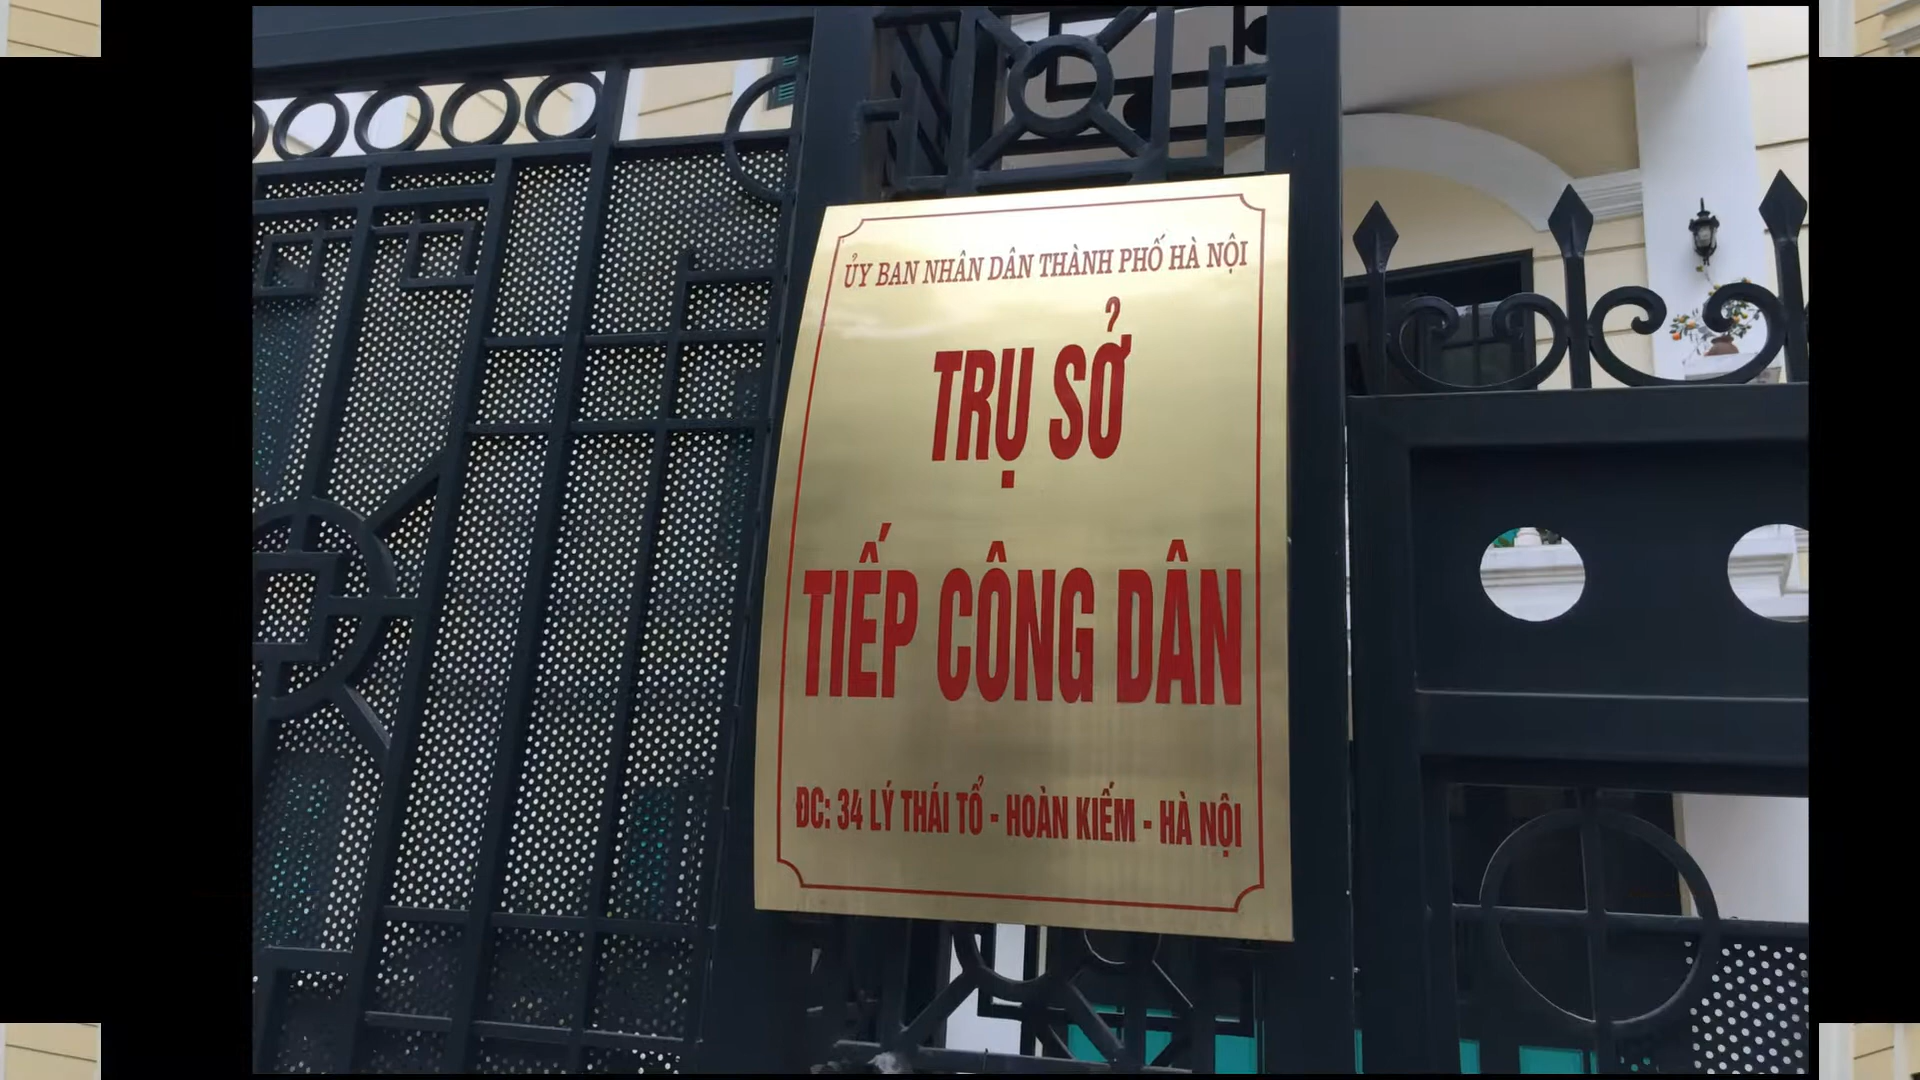 ỦY BAN NHÂN DÂN THÀNH PHỐ HÀ NỘI
TRỤ SỞ
TIẾP CÔNG DÂN
ĐC: 34 LÝ THÁI TỔ - HOÀN KIẾM - HÀ NỘI